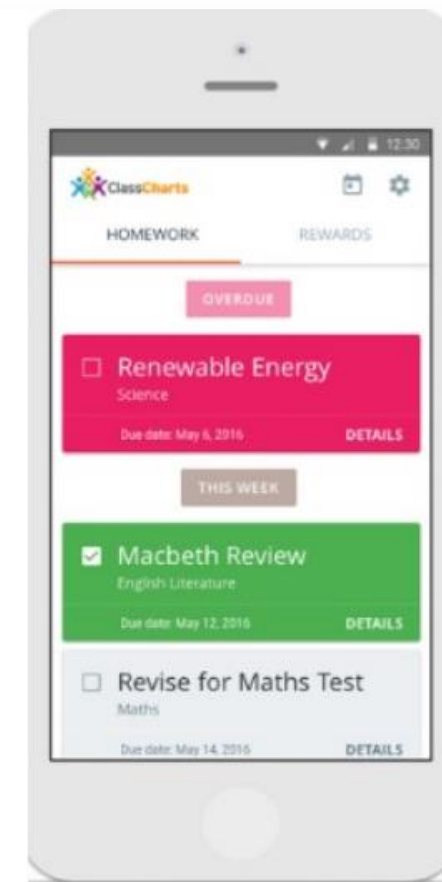 12:30
ClassCharts
HOMEWORK REWARDS
OVERDUE
Renewable Energy
Science
Due date: May 6, 2016 DETAILS
THIS WEEK
Macbeth Review
English Literature
Due date: May 12, 2016 DETAILS
Revise for Maths Test
Maths
Due date: May 14, 2016 DETAILS